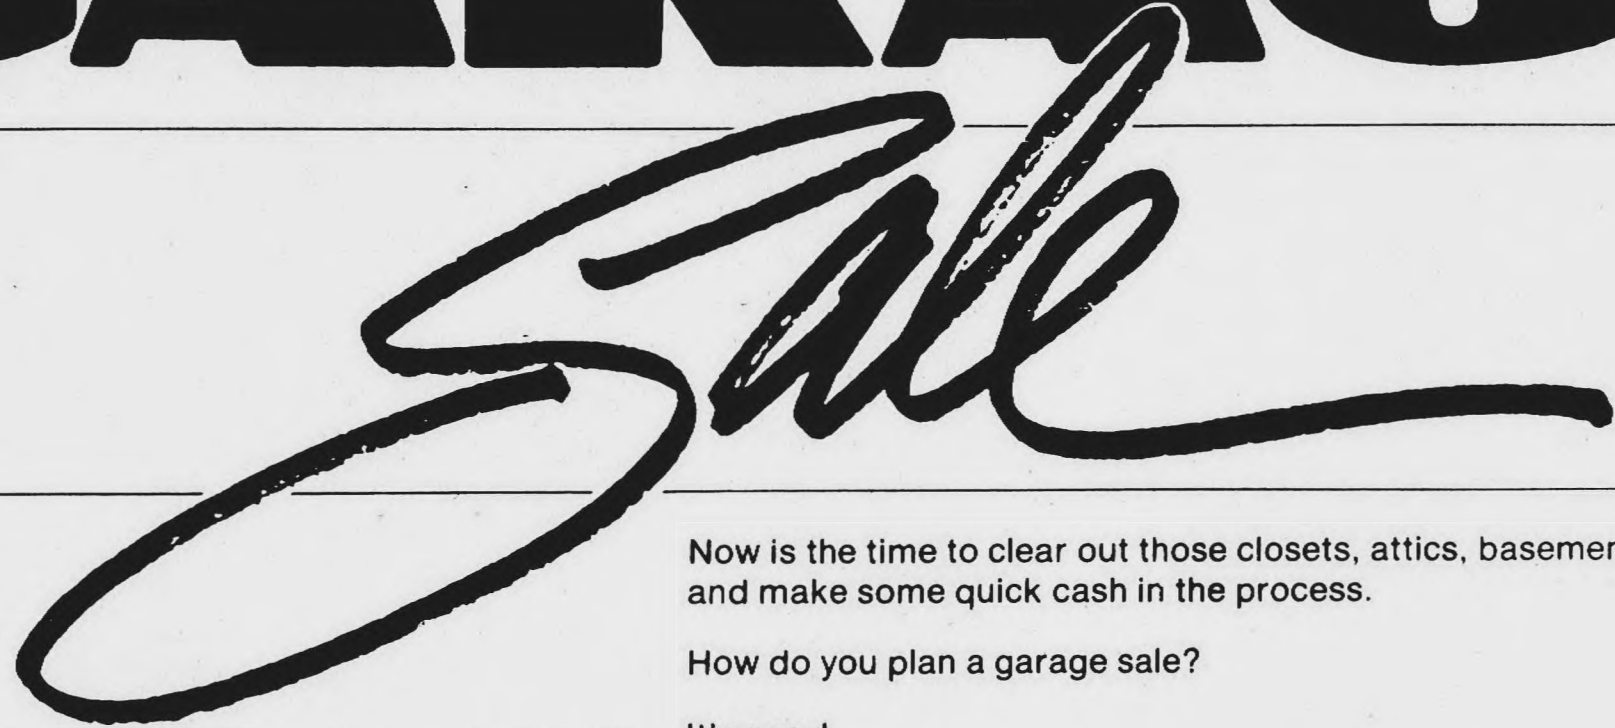 Sale
Now is the time to clear out those closets, attics,
and make some quick cash in the process.
How do you plan a garage sale?